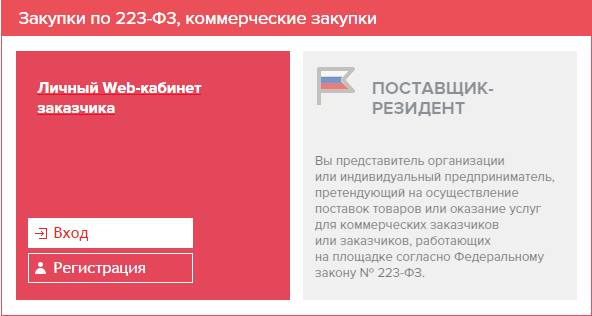 Закупки по 223-ФЗ, коммерческие закупки
Личный Web-кабинет
заказчика
Вход
Регистрация
ПОСТАВЩИК-
РЕЗИДЕНТ
Вы представитель организации
или индивидуальный предприниматель,
претендующий на осуществление
поставок товаров или оказание услуг
для коммерческих заказчиков
или заказчиков, работающих
на площадке согласно Федеральному
закону № 223-ФЗ.